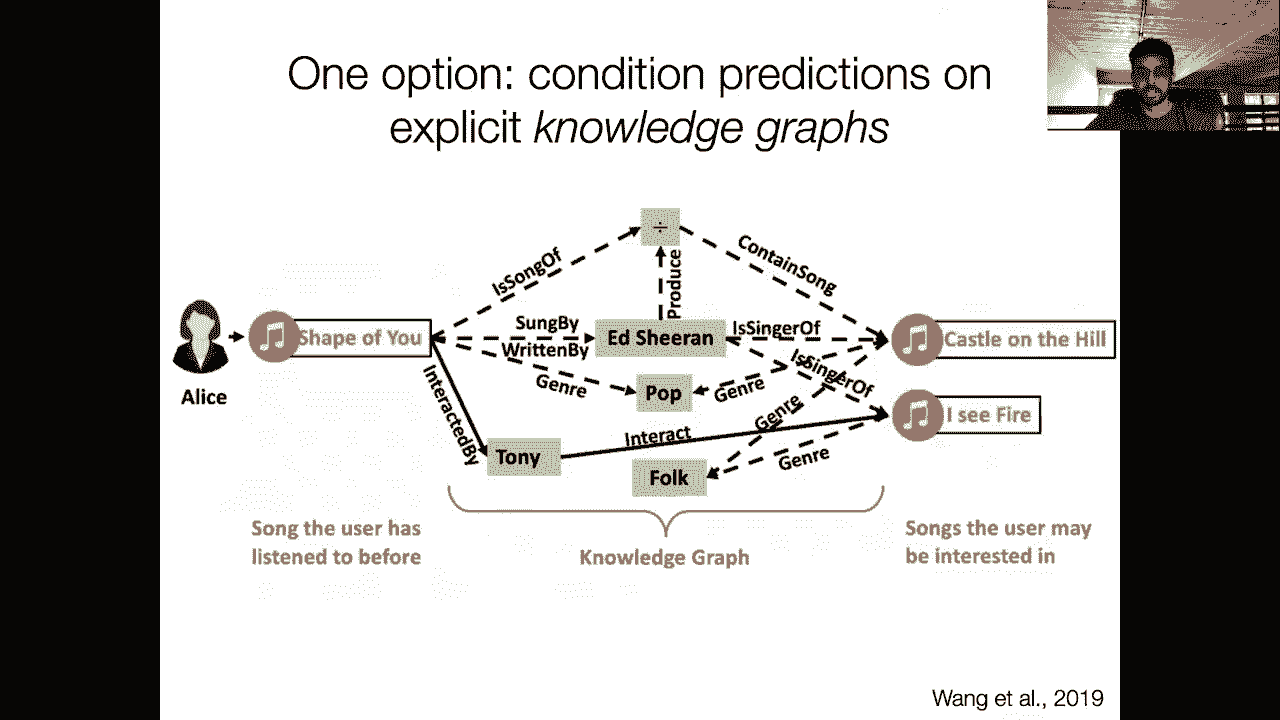 One option: condition predictions on
explicit knowledge graphs
÷
IsSongOf
Produce
ContainSong
SungBy
IsSingerOf
Shape of You
Ed Sheeran
Castle on the Hill
WrittenBy
IsSingerOf
Genre
Pop
Genre
Alice
InteractedBy
Genre
I see Fire
Interact
Tony
Genre
Folk
Song the user has
listened to before
Knowledge Graph
Songs the user may
be interested in
Wang et al., 2019